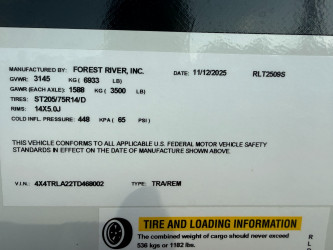 MANUFACTURED BY: FOREST RIVER, INC. DATE: 11/12/2025 RLT2509S
GVWR: 3145 KG ( 6933 LB)
GAWR (EACH AXLE): 1588 KG ( 3500 LB)
TIRES: ST205/75R14/D
RIMS: 14X5.0J
COLD INFL. PRESSURE: 448 KPA ( 65 PSI)
THIS VEHICLE CONFORMS TO ALL APPLICABLE U.S. FEDERAL MOTOR VEHICLE SAFETY
STANDARDS IN EFFECT ON THE DATE OF MANUFACTURE SHOWN ABOVE.
V.I.N.: 4X4TRLA22TD468002 TYPE: TRA/REM
TIRE AND LOADING INFORMATION
The combined weight of cargo should never exceed
536 kgs or 1182 lbs.
R
L